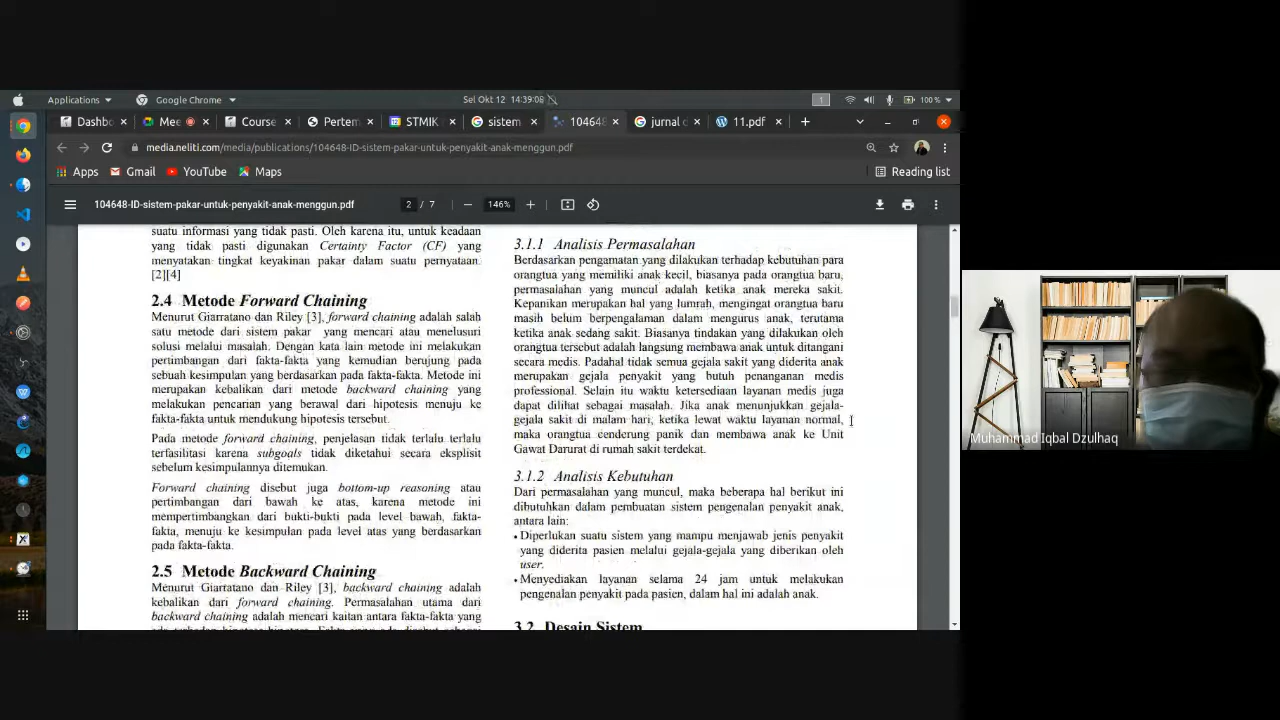 Applications
Google Chrome
Sel Okt 12 14:39:08
1
100 %
Dashbo
Mee
Course
Pertem
STMIK
sistem
104648
jurnal d
11.pdf
media.neliti.com/media/publications/104648-ID-sistem-pakar-untuk-penyakit-anak-menggun.pdf
Apps
Gmail
YouTube
Maps
Reading list
104648-ID-sistem-pakar-untuk-penyakit-anak-menggun.pdf
2 / 7
146%
suatu informasi yang tidak pasti. Oleh karena itu, untuk keadaan
yang tidak pasti digunakan Certainty Factor (CF) yang
menyatakan tingkat keyakinan pakar dalam suatu pernyataan.
[2][4]
2.4 Metode Forward Chaining
Menurut Giarratano dan Riley [3], forward chaining adalah salah
satu metode dari sistem pakar yang mencari atau menelusuri
solusi melalui masalah. Dengan kata lain metode ini melakukan
pertimbangan dari fakta-fakta yang kemudian berujung pada
sebuah kesimpulan yang berdasarkan pada fakta-fakta. Metode ini
merupakan kebalikan dari metode backward chaining yang
melakukan pencarian yang berawal dari hipotesis menuju ke
fakta-fakta untuk mendukung hipotesis tersebut.
Pada metode forward chaining, penjelasan tidak terlalu terlalu
terfasilitasi karena subgoals tidak diketahui secara eksplisit
sebelum kesimpulannya ditemukan.
Forward chaining disebut juga bottom-up reasoning atau
pertimbangan dari bawah ke atas, karena metode ini
mempertimbangkan dari bukti-bukti pada level bawah, fakta-
fakta, menuju ke kesimpulan pada level atas yang berdasarkan
pada fakta-fakta.
2.5 Metode Backward Chaining
Menurut Giarratano dan Riley [3], backward chaining adalah
kebalikan dari forward chaining. Permasalahan utama dari
backward chaining adalah mencari kaitan antara fakta-fakta yang
3.1.1 Analisis Permasalahan
Berdasarkan pengamatan yang dilakukan terhadap kebutuhan para
orangtua yang memiliki anak kecil, biasanya pada orangtua baru,
permasalahan yang muncul adalah ketika anak mereka sakit.
Kepanikan merupakan hal yang lumrah, mengingat orangtua baru
masih belum berpengalaman dalam mengurus anak, terutama
ketika anak sedang sakit. Biasanya tindakan yang dilakukan oleh
orangtua tersebut adalah langsung membawa anak untuk ditangani
secara medis. Padahal tidak semua gejala sakit yang diderita anak
merupakan gejala penyakit yang butuh penanganan medis
professional. Selain itu waktu ketersediaan layanan medis juga
dapat dilihat sebagai masalah. Jika anak menunjukkan gejala-
gejala sakit di malam hari, ketika lewat waktu layanan normal,
maka orangtua cenderung panik dan membawa anak ke Unit
Gawat Darurat di rumah sakit terdekat.
3.1.2 Analisis Kebutuhan
Dari permasalahan yang muncul, maka beberapa hal berikut ini
dibutuhkan dalam pembuatan sistem pengenalan penyakit anak,
antara lain:
• Diperlukan suatu sistem yang mampu menjawab jenis penyakit
yang diderita pasien melalui gejala-gejala yang diberikan oleh
user.
• Menyediakan layanan selama 24 jam untuk melakukan
pengenalan penyakit pada pasien, dalam hal ini adalah anak.
3.2 Desain Sistem
Muhammad Iqbal Dzulhaq